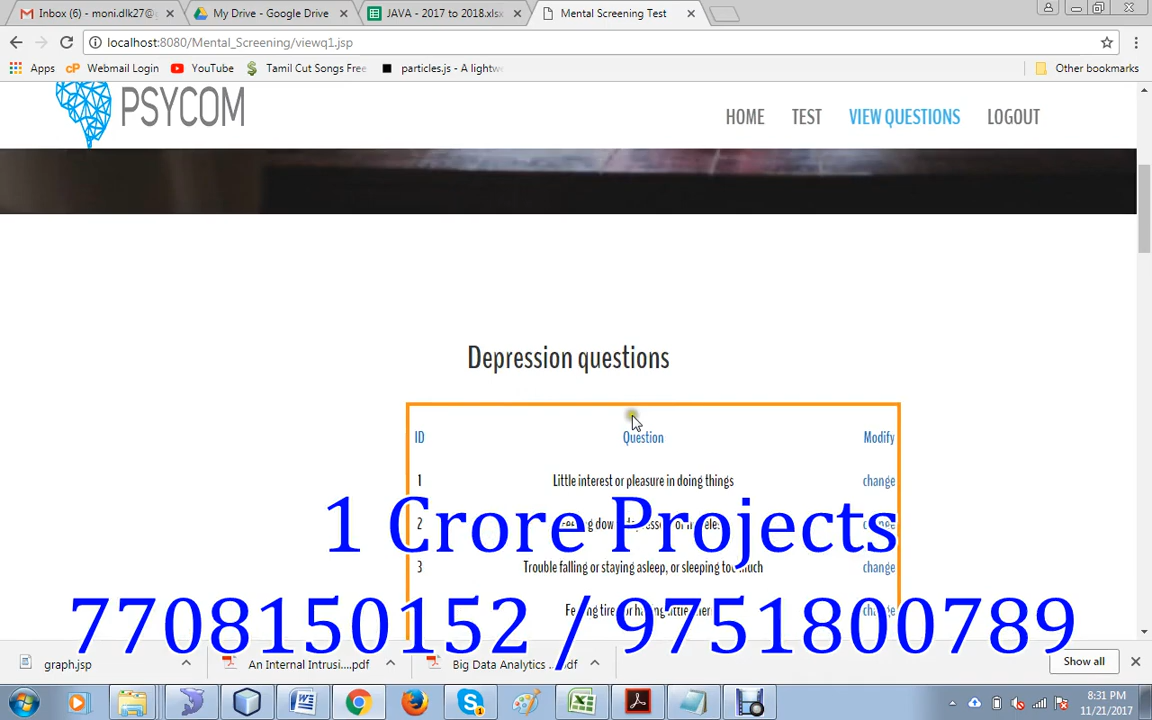 Inbox (6) - moni.dlk27@
My Drive - Google Drive
JAVA - 2017 to 2018.xlsx
Mental Screening Test
localhost:8080/Mental_Screening/viewq1.jsp
Apps
cP Webmail Login
YouTube
Tamil Cut Songs Free
particles.js - A lightw
Other bookmarks
PSYCOM
HOME TEST VIEW QUESTIONS LOGOUT
Depression questions
ID Question Modify
1 Little interest or pleasure in doing things change
2
3 Trouble falling or staying asleep, or sleeping too much change
1 Crore Projects
7708150152 / 9751800789
graph.jsp
An Internal Intrusi....pdf
Big Data Analytics
Show all
8:31 PM
11/21/2017